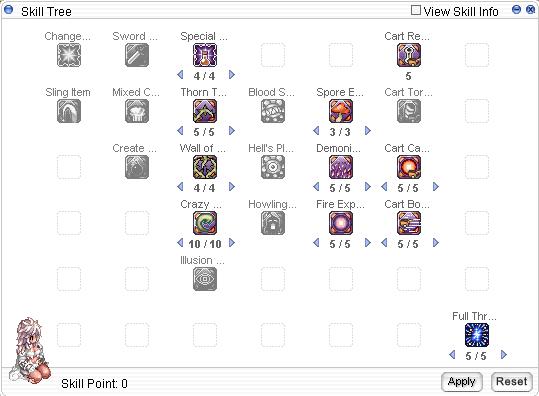 Skill Tree
View Skill Info
Change... Sword ... Special ... Cart Re...
4 / 4 5
Sling Item Mixed C... Thorn T... Blood S... Spore E... Cart Tor...
5 / 5 3 / 3
Create ... Wall of ... Hell's Pl... Demoni... Cart Ca...
4 / 4 5 / 5 5 / 5
Crazy ... Howling... Fire Exp... Cart Bo...
10 / 10 5 / 5 5 / 5
Illusion ...
Full Thr...
5 / 5
Skill Point: 0
Apply Reset